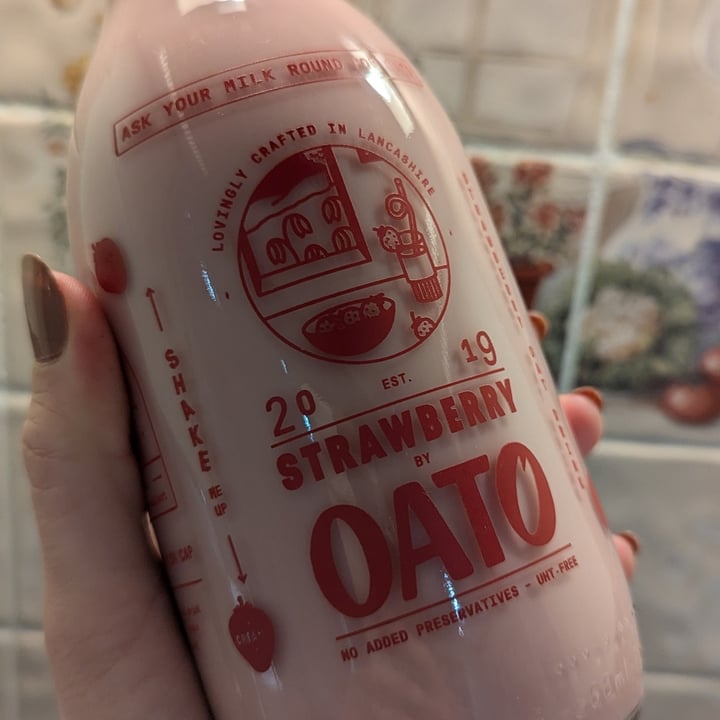 ASK YOUR MILK ROUND
LOVINGLY CRAFTED IN LANCASHIRE
20 EST. 19
STRAWBERRY
BY
OATO
NO ADDED PRESERVATIVES - UHT-FREE
SHAKE
ME
UP
CAP